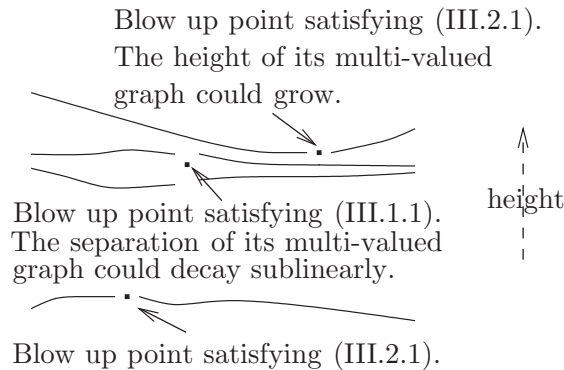 Blow up point satisfying (III.2.1).
The height of its multi-valued
graph could grow.
height
Blow up point satisfying (III.1.1).
The separation of its multi-valued
graph could decay sublinearly.
Blow up point satisfying (III.2.1).